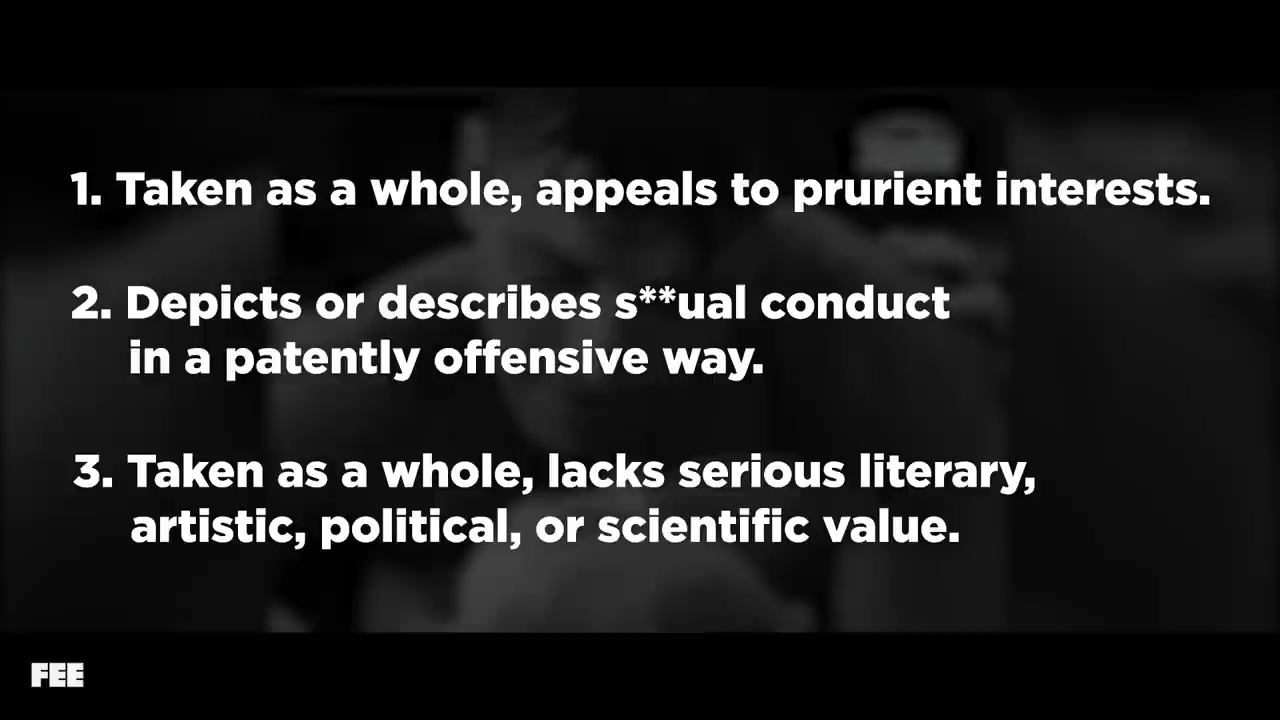 1. Taken as a whole, appeals to prurient interests.
2. Depicts or describes s**ual conduct
in a patently offensive way.
3. Taken as a whole, lacks serious literary,
artistic, political, or scientific value.
FEE